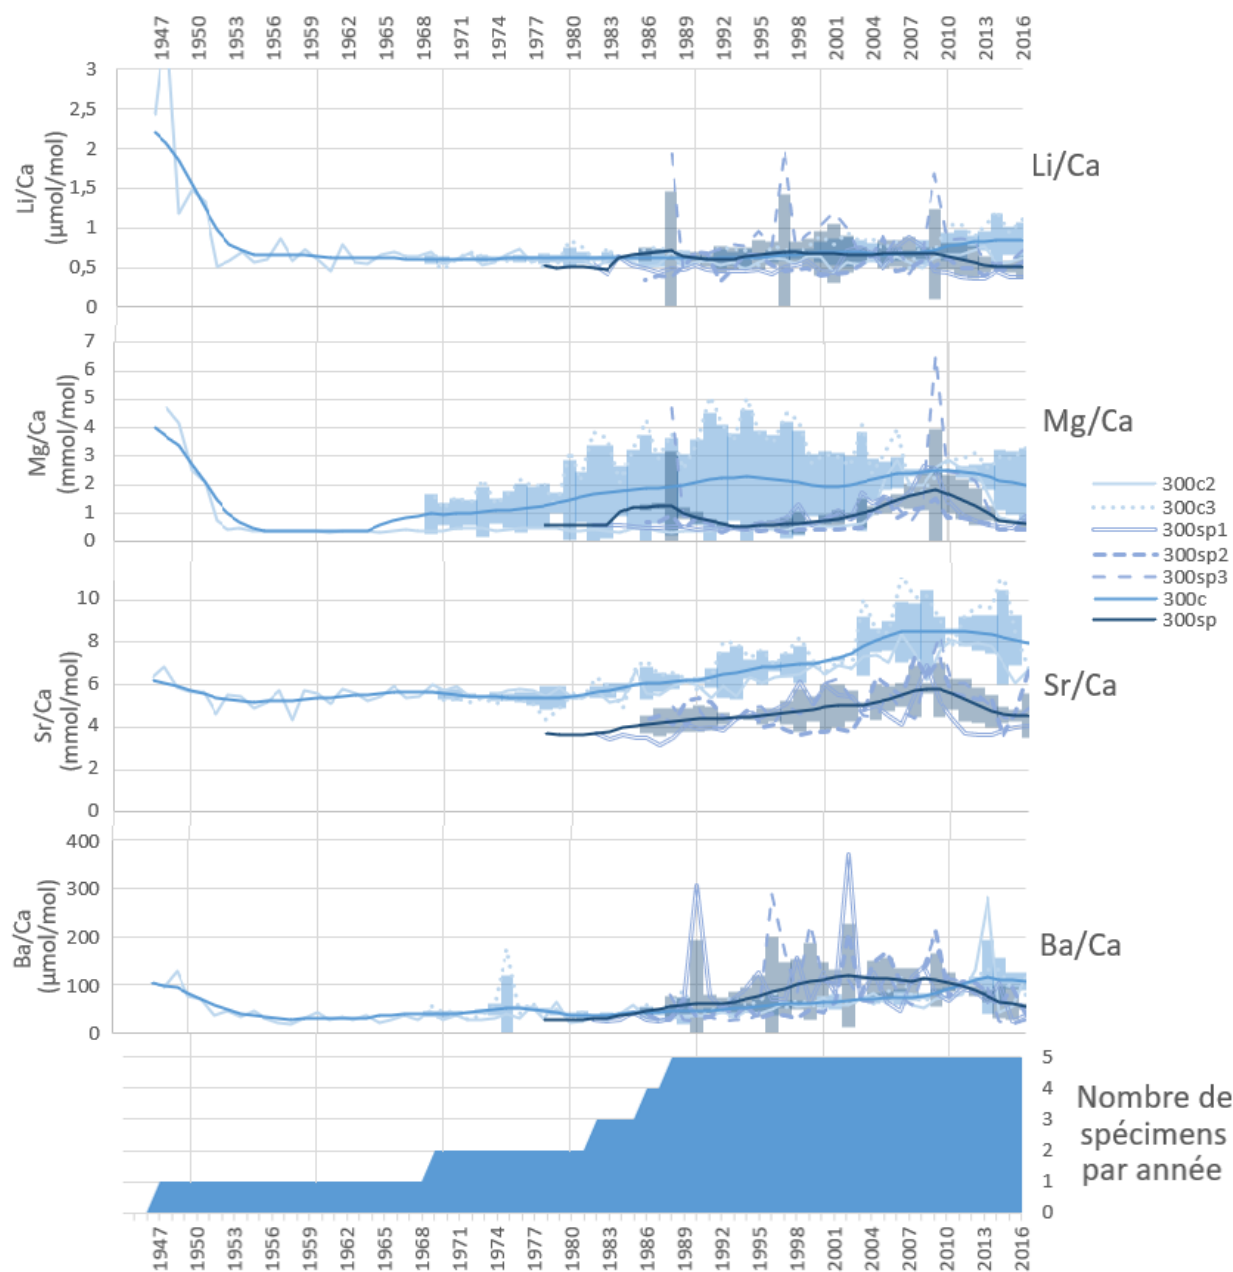 1947 1950 1953 1956 1959 1962 1965 1968 1971 1974 1977 1980 1983 1986 1989 1992 1995 1998 2001 2004 2007 2010 2013 2016
3
2,5
2
1,5
1
0,5
0
Li/Ca
(µmol/mol)
Li/Ca
7
6
5
4
3
2
1
0
Mg/Ca
(mmol/mol)
Mg/Ca
300c2
300c3
300sp1
300sp2
300sp3
300c
300sp
10
8
6
4
2
0
Sr/Ca
(mmol/mol)
Sr/Ca
400
300
200
100
0
Ba/Ca
(µmol/mol)
Ba/Ca
5
4
3
2
1
0
Nombre de
spécimens
par année
1947 1950 1953 1956 1959 1962 1965 1968 1971 1974 1977 1980 1983 1986 1989 1992 1995 1998 2001 2004 2007 2010 2013 2016